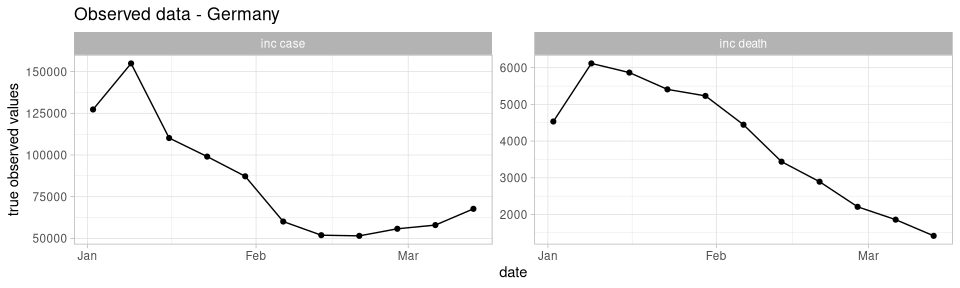 Observed data - Germany
inc case
inc death
true observed values
150000
125000
100000
75000
50000
6000
5000
4000
3000
2000
Jan
Feb
Mar
Jan
Feb
Mar
date